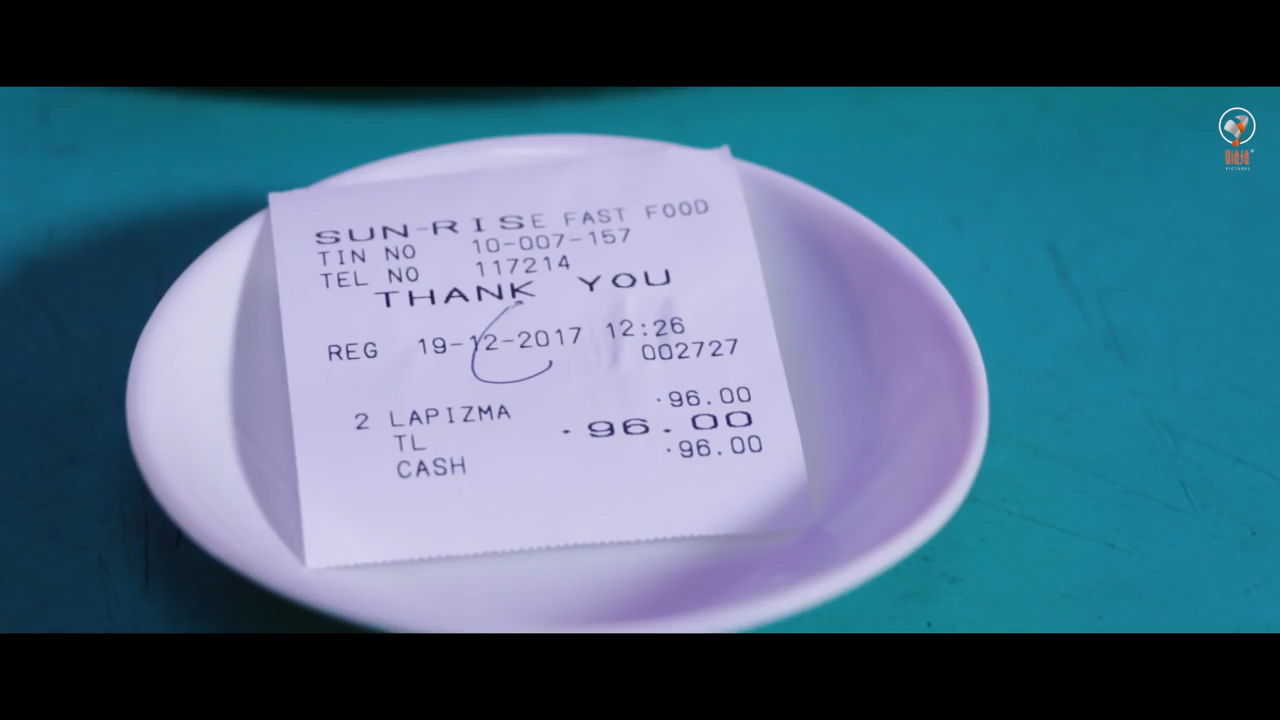 SUN-RISE FAST FOOD
TIN NO 10-007-157
TEL NO 117214
THANK YOU
REG 19-12-2017 12:26
002727
2 LAPIZMA ·96.00
TL ·96.00
CASH ·96.00
PICTURES